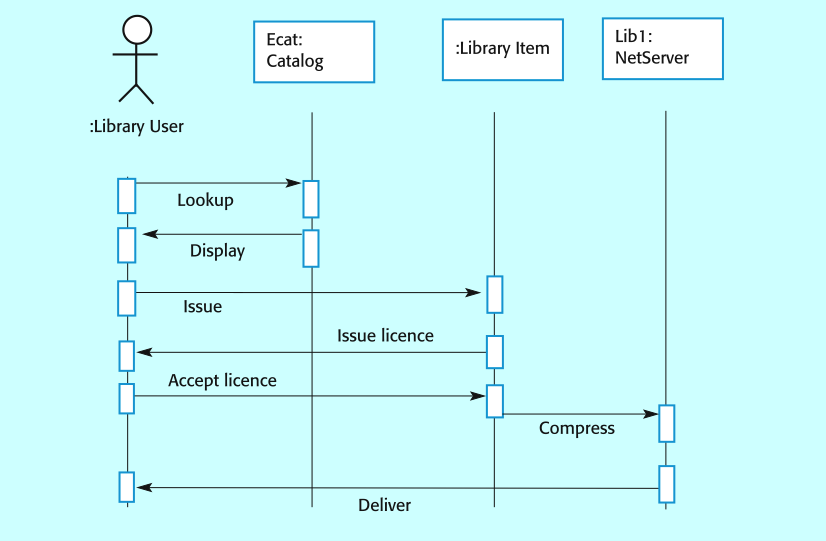 Ecat:
Catalog
:Library Item
Lib1:
NetServer
:Library User
Lookup
Display
Issue
Issue licence
Accept licence
Compress
Deliver